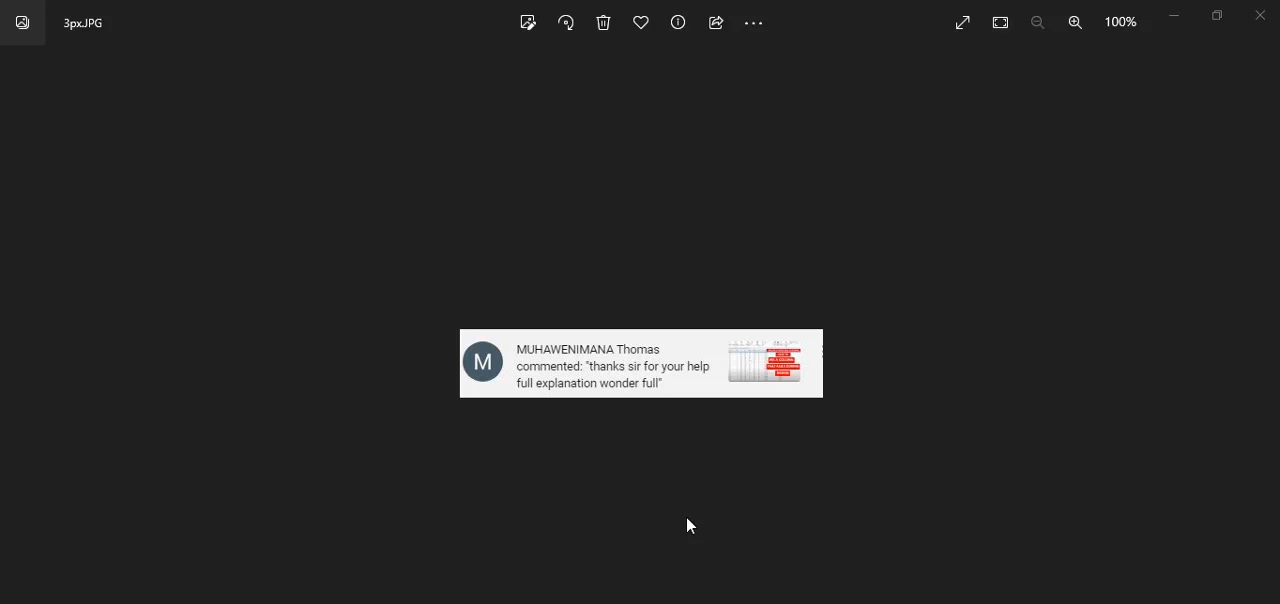 3px.JPG
100%
M
MUHAWENIMANA Thomas
commented: "thanks sir for your help
full explanation wonder full"